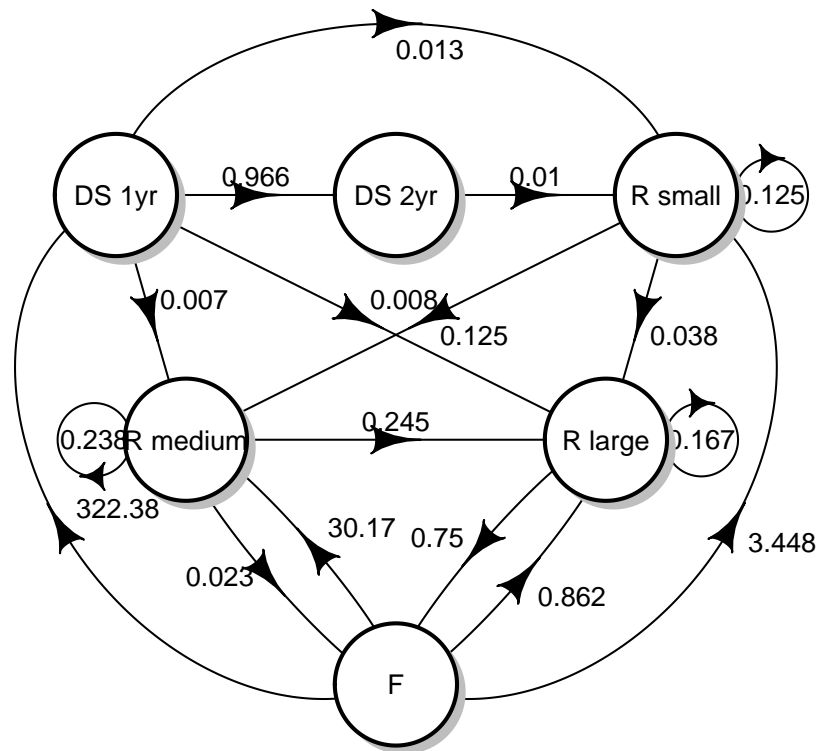 0.013
DS 1yr
0.966
DS 2yr
0.01
R small
0.125
0.007
0.008
0.125
0.038
0.238
R medium
0.245
R large
0.167
322.38
30.17
0.75
3.448
0.023
0.862
F